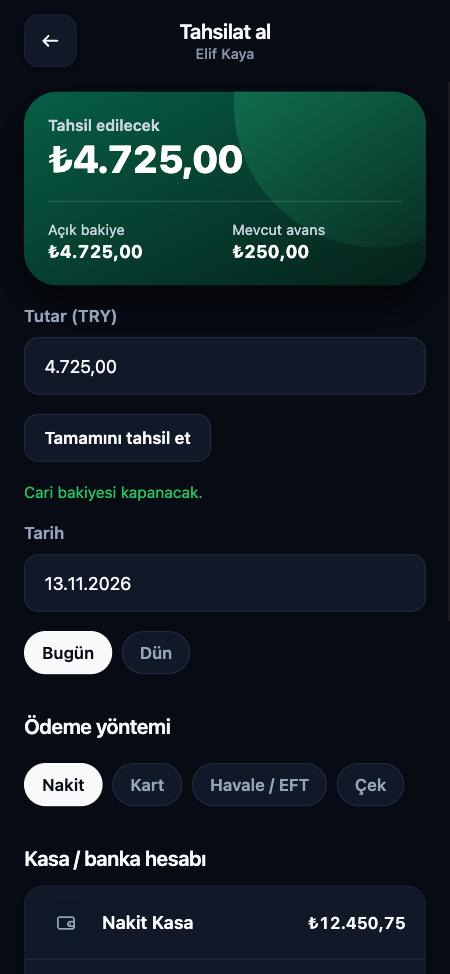 Tahsilat al
Elif Kaya
Tahsil edilecek
₺4.725,00
Açık bakiye
Mevcut avans
₺4.725,00
₺250,00
Tutar (TRY)
4.725,00
Tamamını tahsil et
Cari bakiyesi kapanacak.
Tarih
13.11.2026
Bugün
Dün
Ödeme yöntemi
Nakit
Kart
Havale / EFT
Çek
Kasa / banka hesabı
Nakit Kasa
₺12.450,75